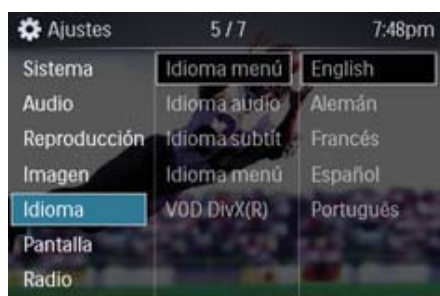 Ajustes 5 / 7 7:48pm
Sistema Idioma menú English
Audio Idioma audio Alemán
Reproducción Idioma subtít Francés
Imagen Idioma menú Español
Idioma VOD DivX(R) Português
Pantalla
Radio